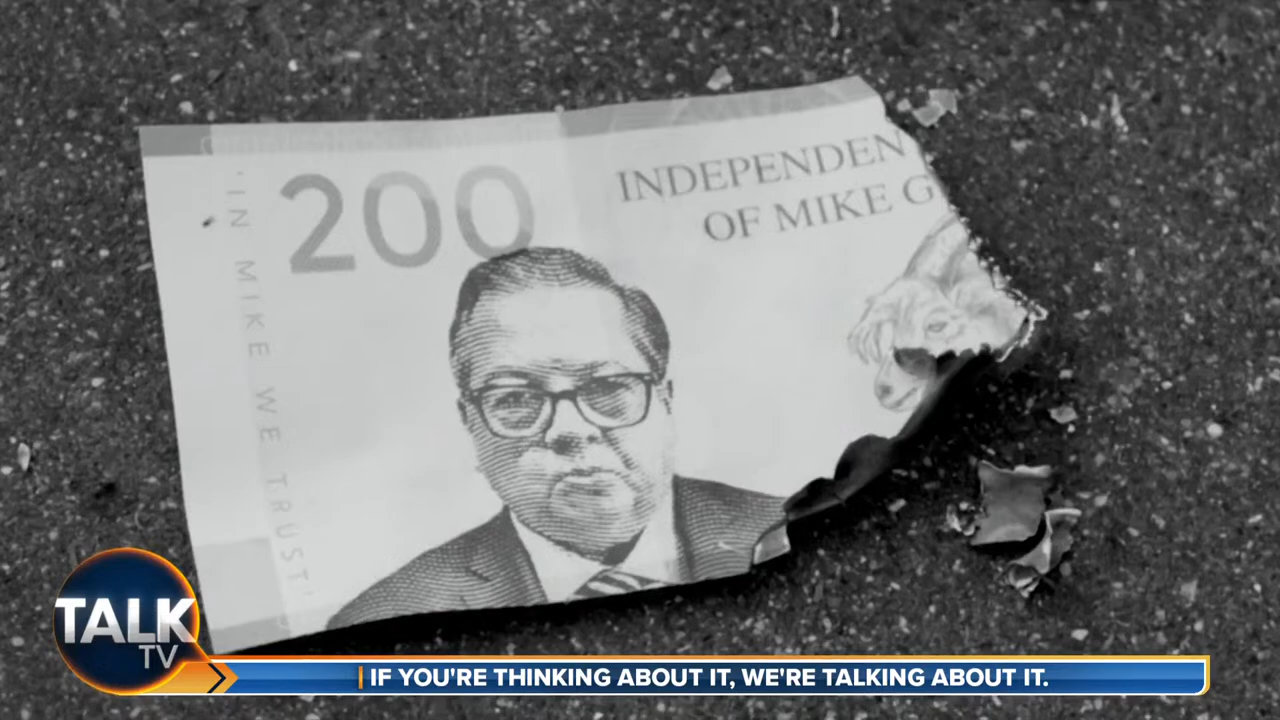 200
INDEPENDEN
OF MIKE G
'IN MIKE WE TRUST'
TALK
TV
IF YOU'RE THINKING ABOUT IT, WE'RE TALKING ABOUT IT.